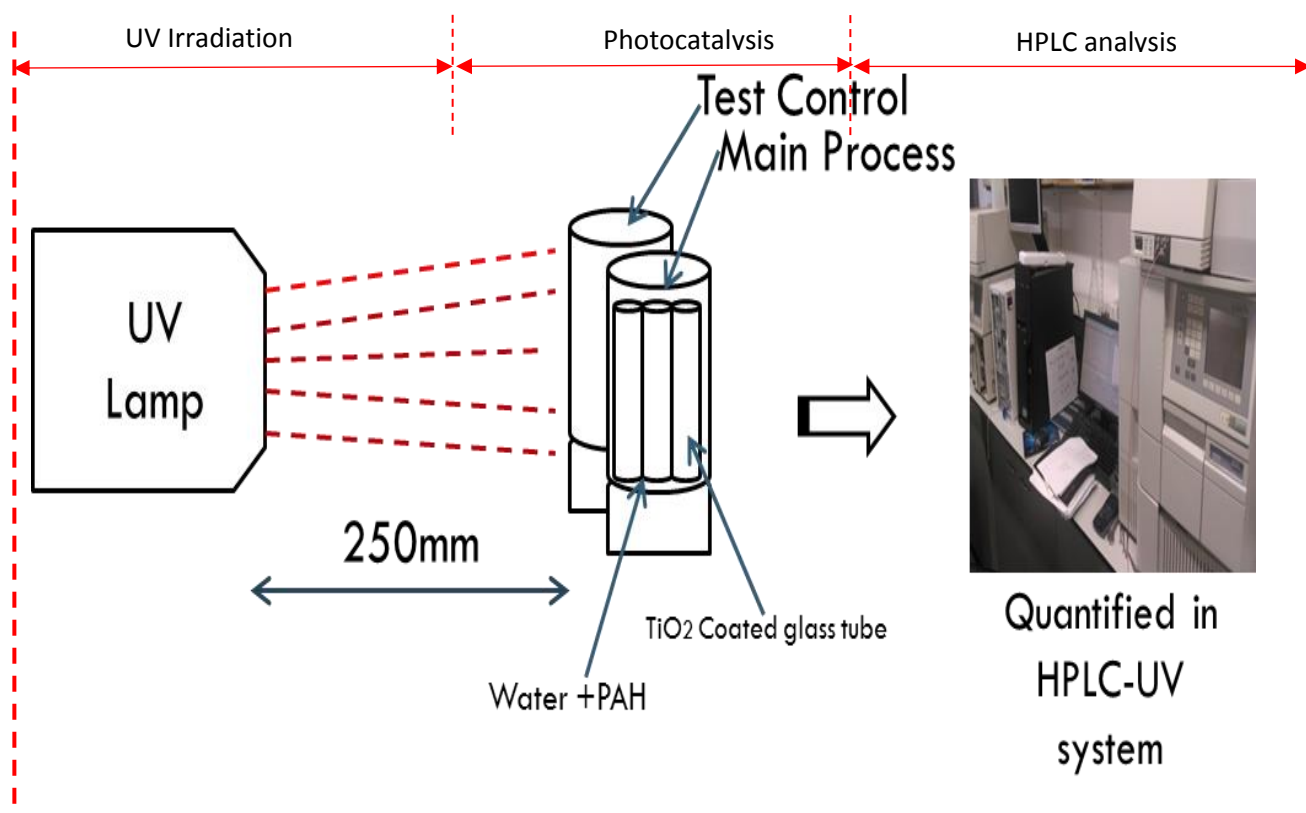 UV Irradiation
Photocatalysis
HPLC analysis
Test Control
Main Process
UV
Lamp
250mm
TiO2 Coated glass tube
Water +PAH
Quantified in
HPLC-UV
system